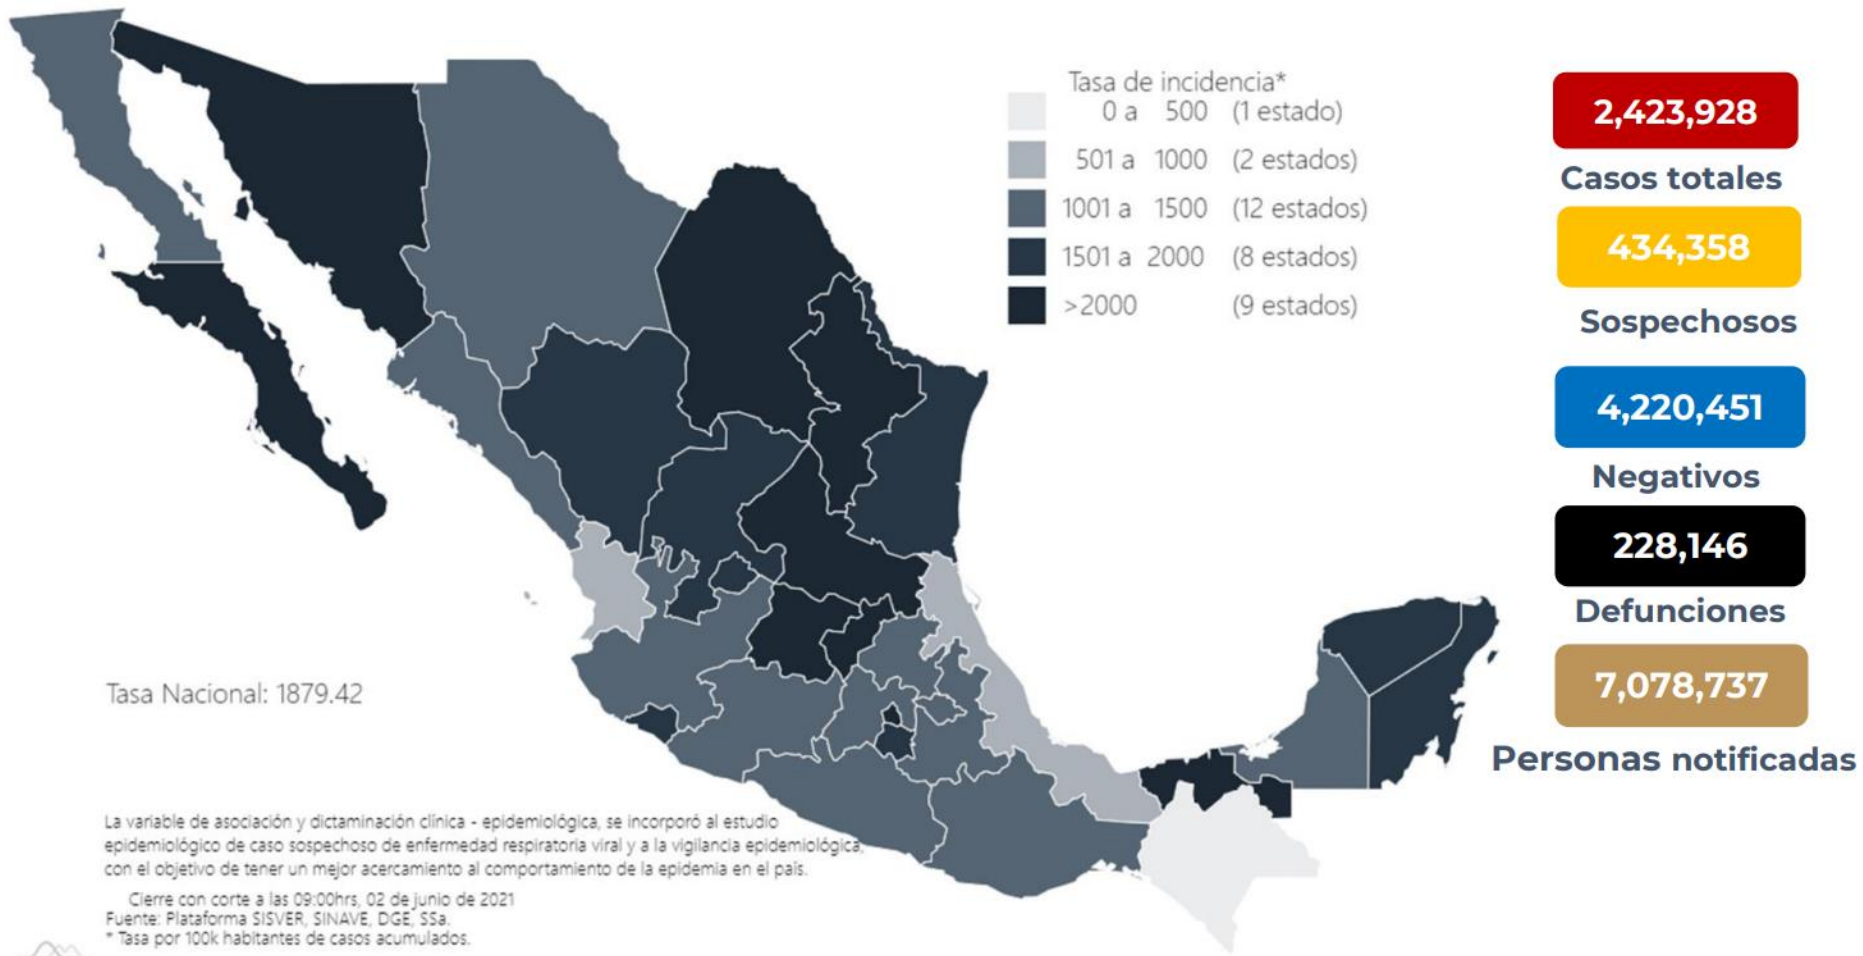 Tasa de incidencia*
0 a 500 (1 estado)
501 a 1000 (2 estados)
1001 a 1500 (12 estados)
1501 a 2000 (8 estados)
>2000 (9 estados)
2,423,928
Casos totales
434,358
Sospechosos
4,220,451
Negativos
228,146
Defunciones
7,078,737
Personas notificadas
Tasa Nacional: 1879.42
La variable de asociación y dictaminación clínica - epidemiológica, se incorporó al estudio
epidemiológico de caso sospechoso de enfermedad respiratoria viral y a la vigilancia epidemiológica,
con el objetivo de tener un mejor acercamiento al comportamiento de la epidemia en el país.
Cierre con corte a las 09:00hrs, 02 de junio de 2021
Fuente: Plataforma SISVER, SINAVE, DGE, SSa.
* Tasa por 100k habitantes de casos acumulados.